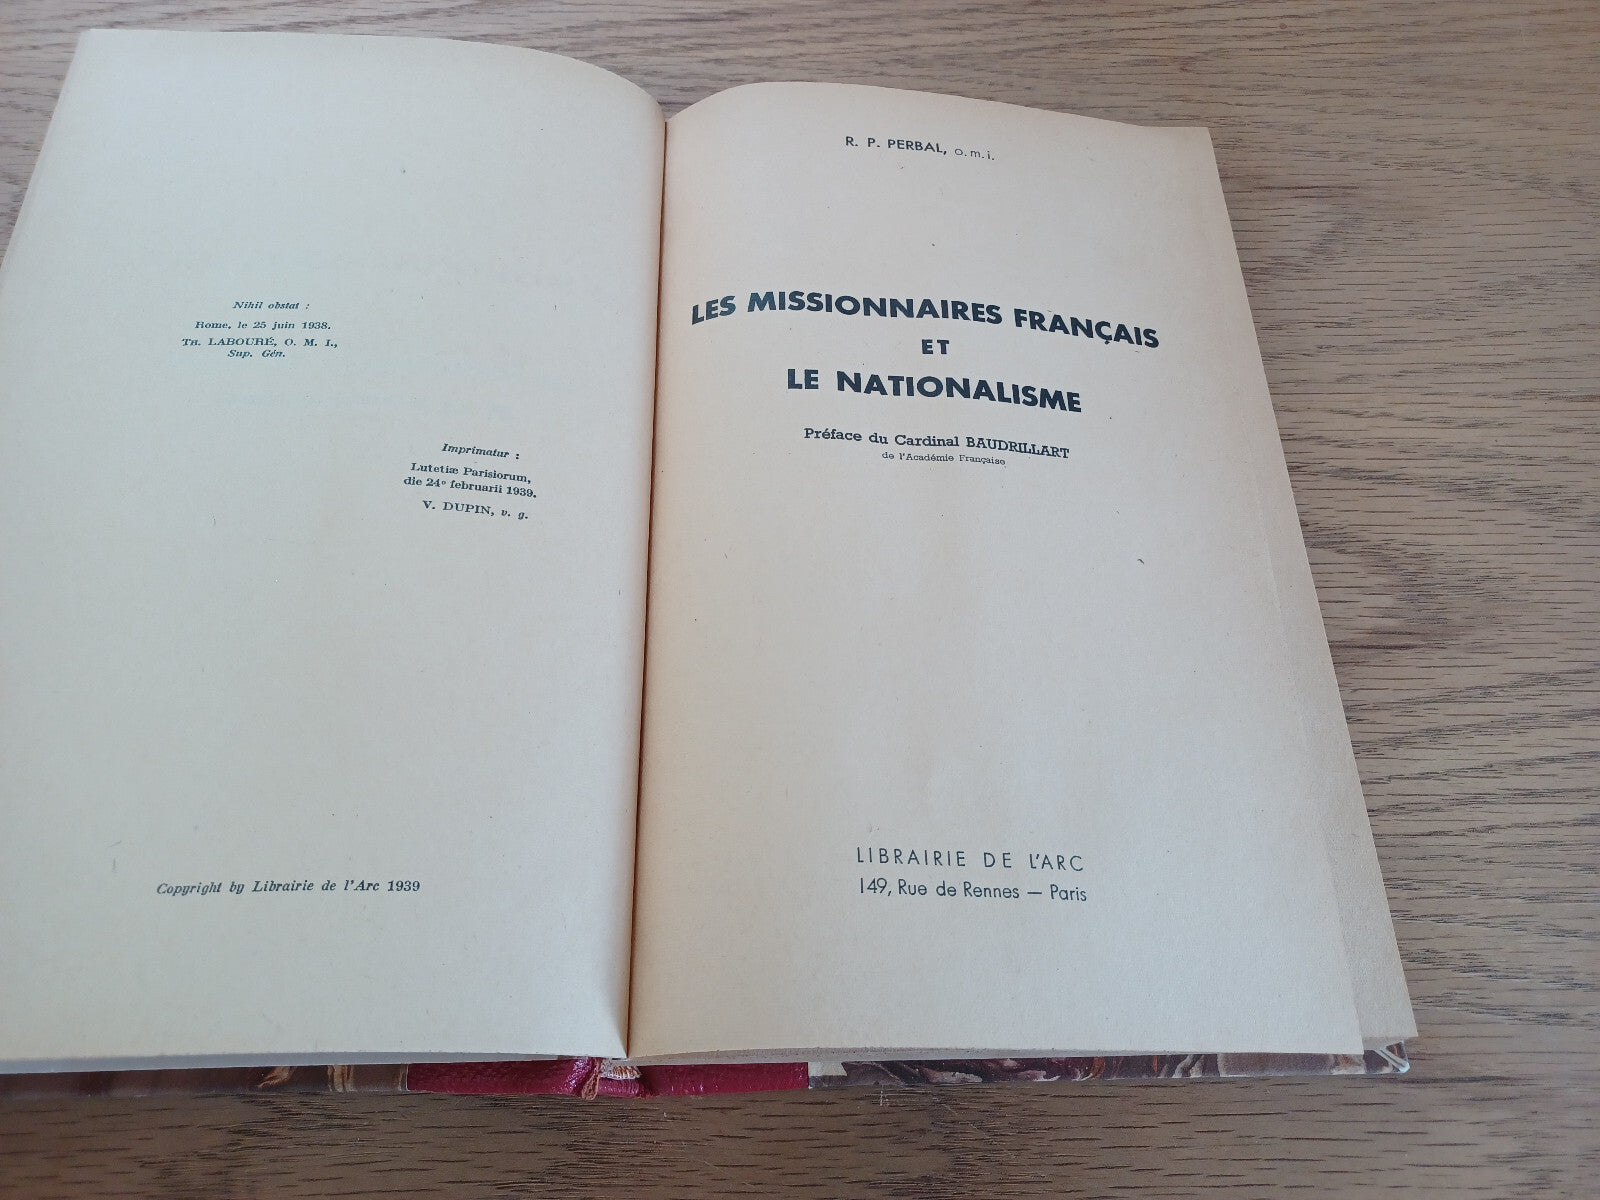 Nihil obstat :
Rome, le 25 juin 1938.
TH. LABOURÉ, O. M. I.,
Sup. Gén.
Imprimatur :
Lutetiæ Parisiorum,
die 24ᵒ februarii 1939.
V. DUPIN, v. g.
Copyright by Librairie de l'Arc 1939
R. P. PERBAL, o.m.i.
LES MISSIONNAIRES FRANÇAIS
ET
LE NATIONALISME
Préface du Cardinal BAUDRILLART
de l'Académie Française
LIBRAIRIE DE L'ARC
149, Rue de Rennes — Paris